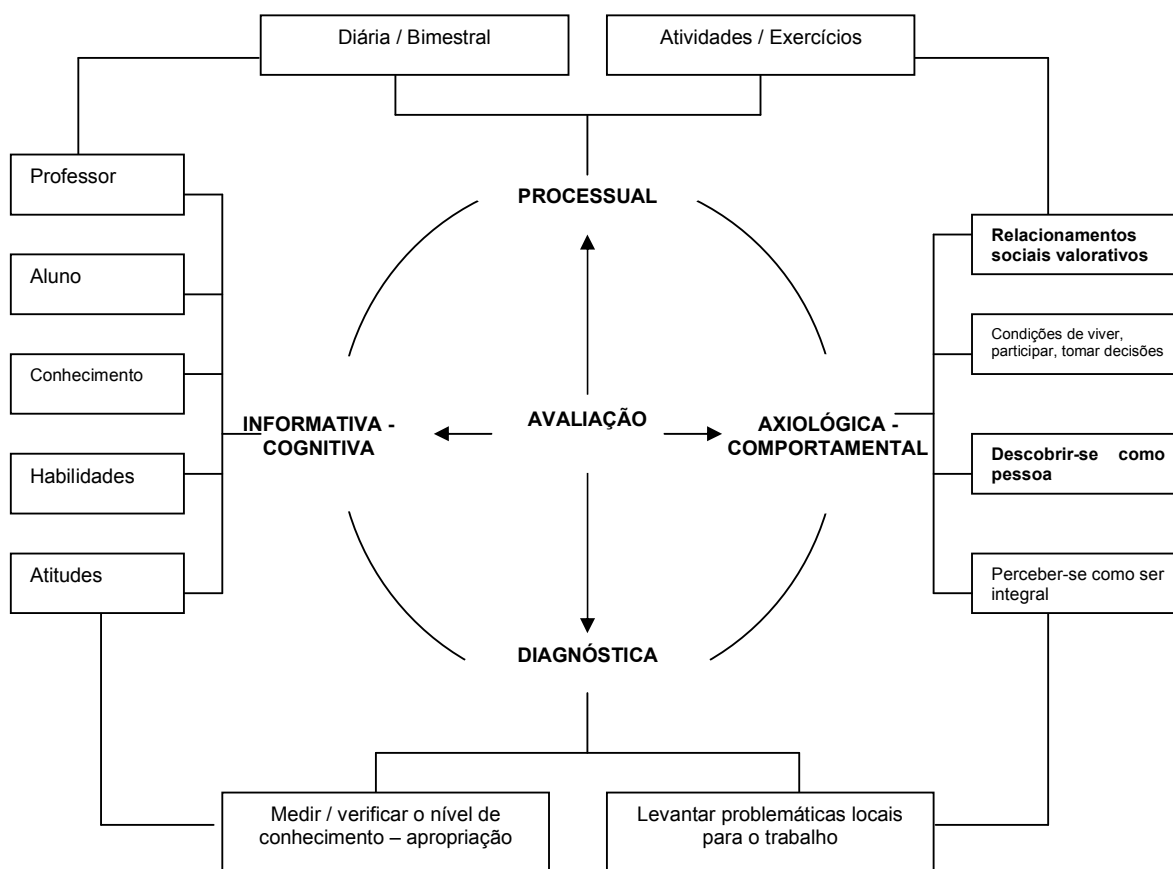 Diária / Bimestral
Atividades / Exercícios
Professor
Aluno
Conhecimento
Habilidades
Atitudes
PROCESSUAL
INFORMATIVA -
COGNITIVA
AVALIAÇÃO
AXIOLÓGICA -
COMPORTAMENTAL
DIAGNÓSTICA
Relacionamentos
sociais valorativos
Condições de viver,
participar, tomar decisões
Descobrir-se como
pessoa
Perceber-se como ser
integral
Medir / verificar o nível de
conhecimento – apropriação
Levantar problemáticas locais
para o trabalho